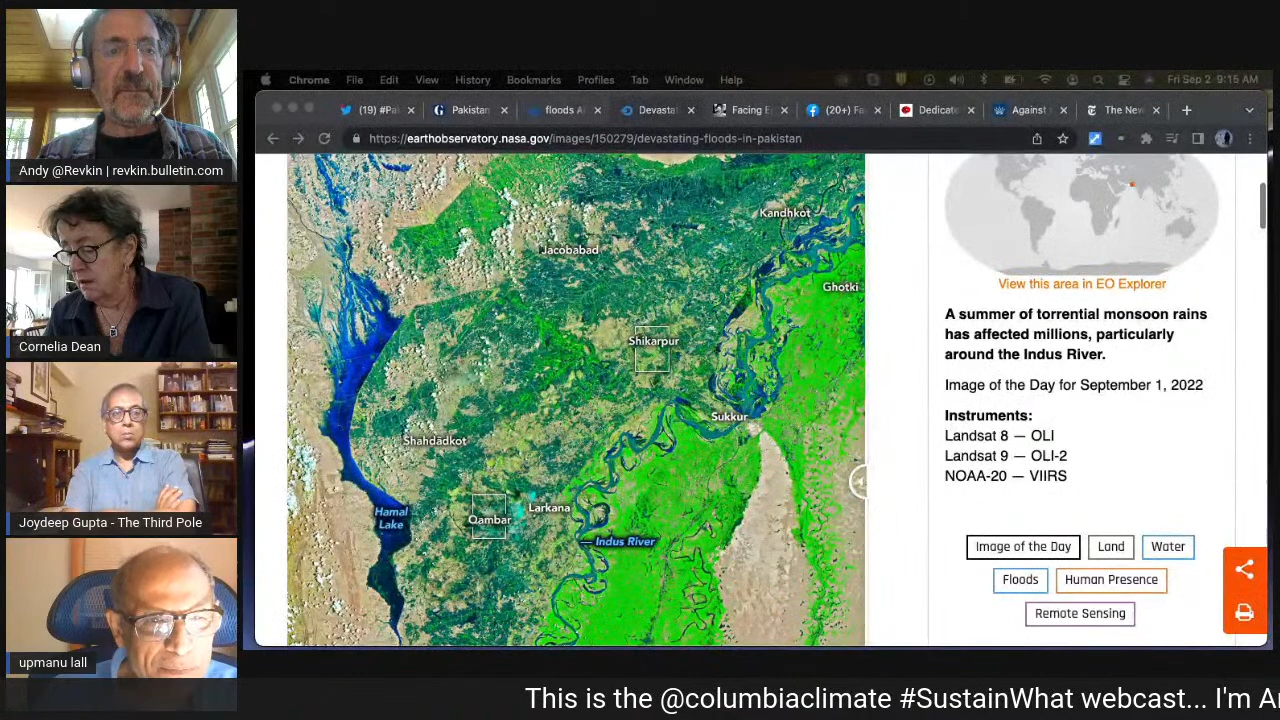 Andy @Revkin | revkin.bulletin.com
Cornelia Dean
Joydeep Gupta - The Third Pole
upmanu lall
Chrome File Edit View History Bookmarks Profiles Tab Window Help
Fri Sep 2 9:15 AM
(19) #Pa
Pakistan
floods A
Devasta
Facing E
(20+) Fa
Dedicate
Against
The New
https://earthobservatory.nasa.gov/images/150279/devastating-floods-in-pakistan
Kandhkot
Jacobabad
Ghotki
Shikarpur
Sukkur
Shahdadkot
Larkana
Qambar
Hamal
Lake
Indus River
View this area in EO Explorer
A summer of torrential monsoon rains
has affected millions, particularly
around the Indus River.
Image of the Day for September 1, 2022
Instruments:
Landsat 8 — OLI
Landsat 9 — OLI-2
NOAA-20 — VIIRS
Image of the Day
Land
Water
Floods
Human Presence
Remote Sensing
This is the @columbiaclimate #SustainWhat webcast... I'm A